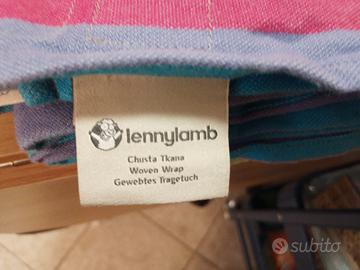 lennylamb
Chusta Tkana
Woven Wrap
Gewebtes Tragetuch
subito